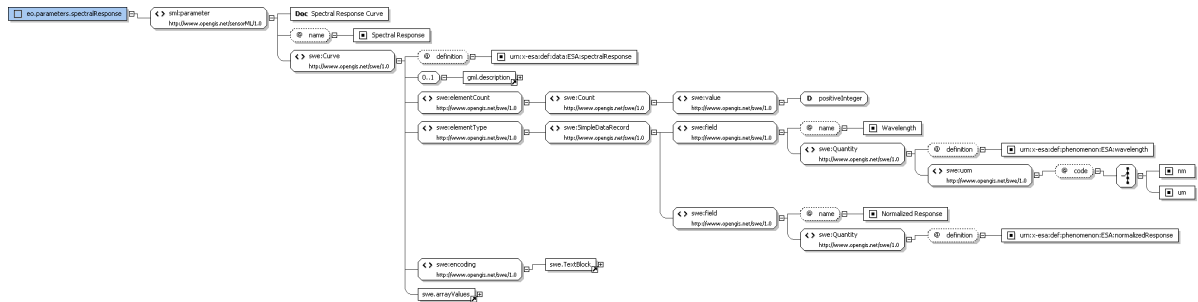 eo.parameters.spectralResponse
sml:parameter
http://www.opengis.net/sensorML/1.0
Doc Spectral Response Curve
@ name
Spectral Response
swe:Curve
http://www.opengis.net/swe/1.0
@ definition
urn:x-esa:def:data:ESA:spectralResponse
0..1
gml.description
swe:elementCount
http://www.opengis.net/swe/1.0
swe:Count
http://www.opengis.net/swe/1.0
swe:value
http://www.opengis.net/swe/1.0
D positiveInteger
swe:elementType
http://www.opengis.net/swe/1.0
swe:SimpleDataRecord
http://www.opengis.net/swe/1.0
swe:field
http://www.opengis.net/swe/1.0
@ name
Wavelength
swe:Quantity
http://www.opengis.net/swe/1.0
@ definition
urn:x-esa:def:phenomenon:ESA:wavelength
swe:uom
http://www.opengis.net/swe/1.0
@ code
nm
um
swe:field
http://www.opengis.net/swe/1.0
@ name
Normalized Response
swe:Quantity
http://www.opengis.net/swe/1.0
@ definition
urn:x-esa:def:phenomenon:ESA:normalizedResponse
swe:encoding
http://www.opengis.net/swe/1.0
swe.TextBlock
swe.arrayValues